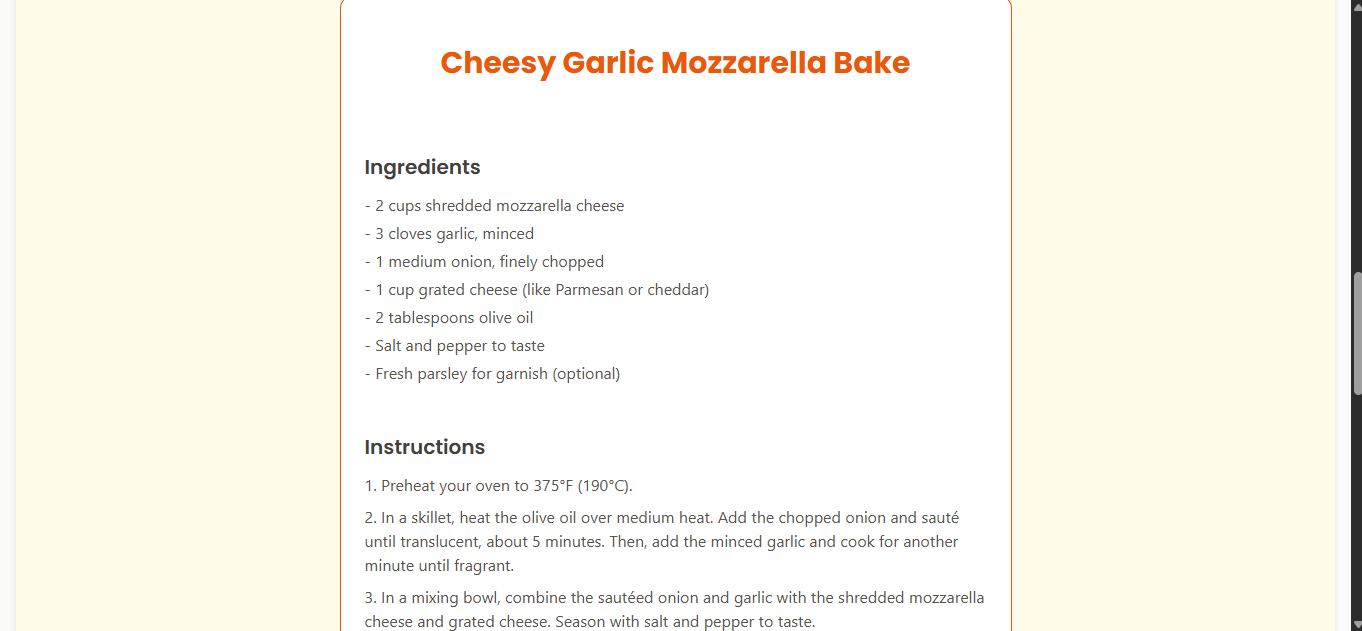 Cheesy Garlic Mozzarella Bake
Ingredients
- 2 cups shredded mozzarella cheese
- 3 cloves garlic, minced
- 1 medium onion, finely chopped
- 1 cup grated cheese (like Parmesan or cheddar)
- 2 tablespoons olive oil
- Salt and pepper to taste
- Fresh parsley for garnish (optional)
Instructions
1. Preheat your oven to 375°F (190°C).
2. In a skillet, heat the olive oil over medium heat. Add the chopped onion and sauté
until translucent, about 5 minutes. Then, add the minced garlic and cook for another
minute until fragrant.
3. In a mixing bowl, combine the sautéed onion and garlic with the shredded mozzarella
cheese and grated cheese. Season with salt and pepper to taste.